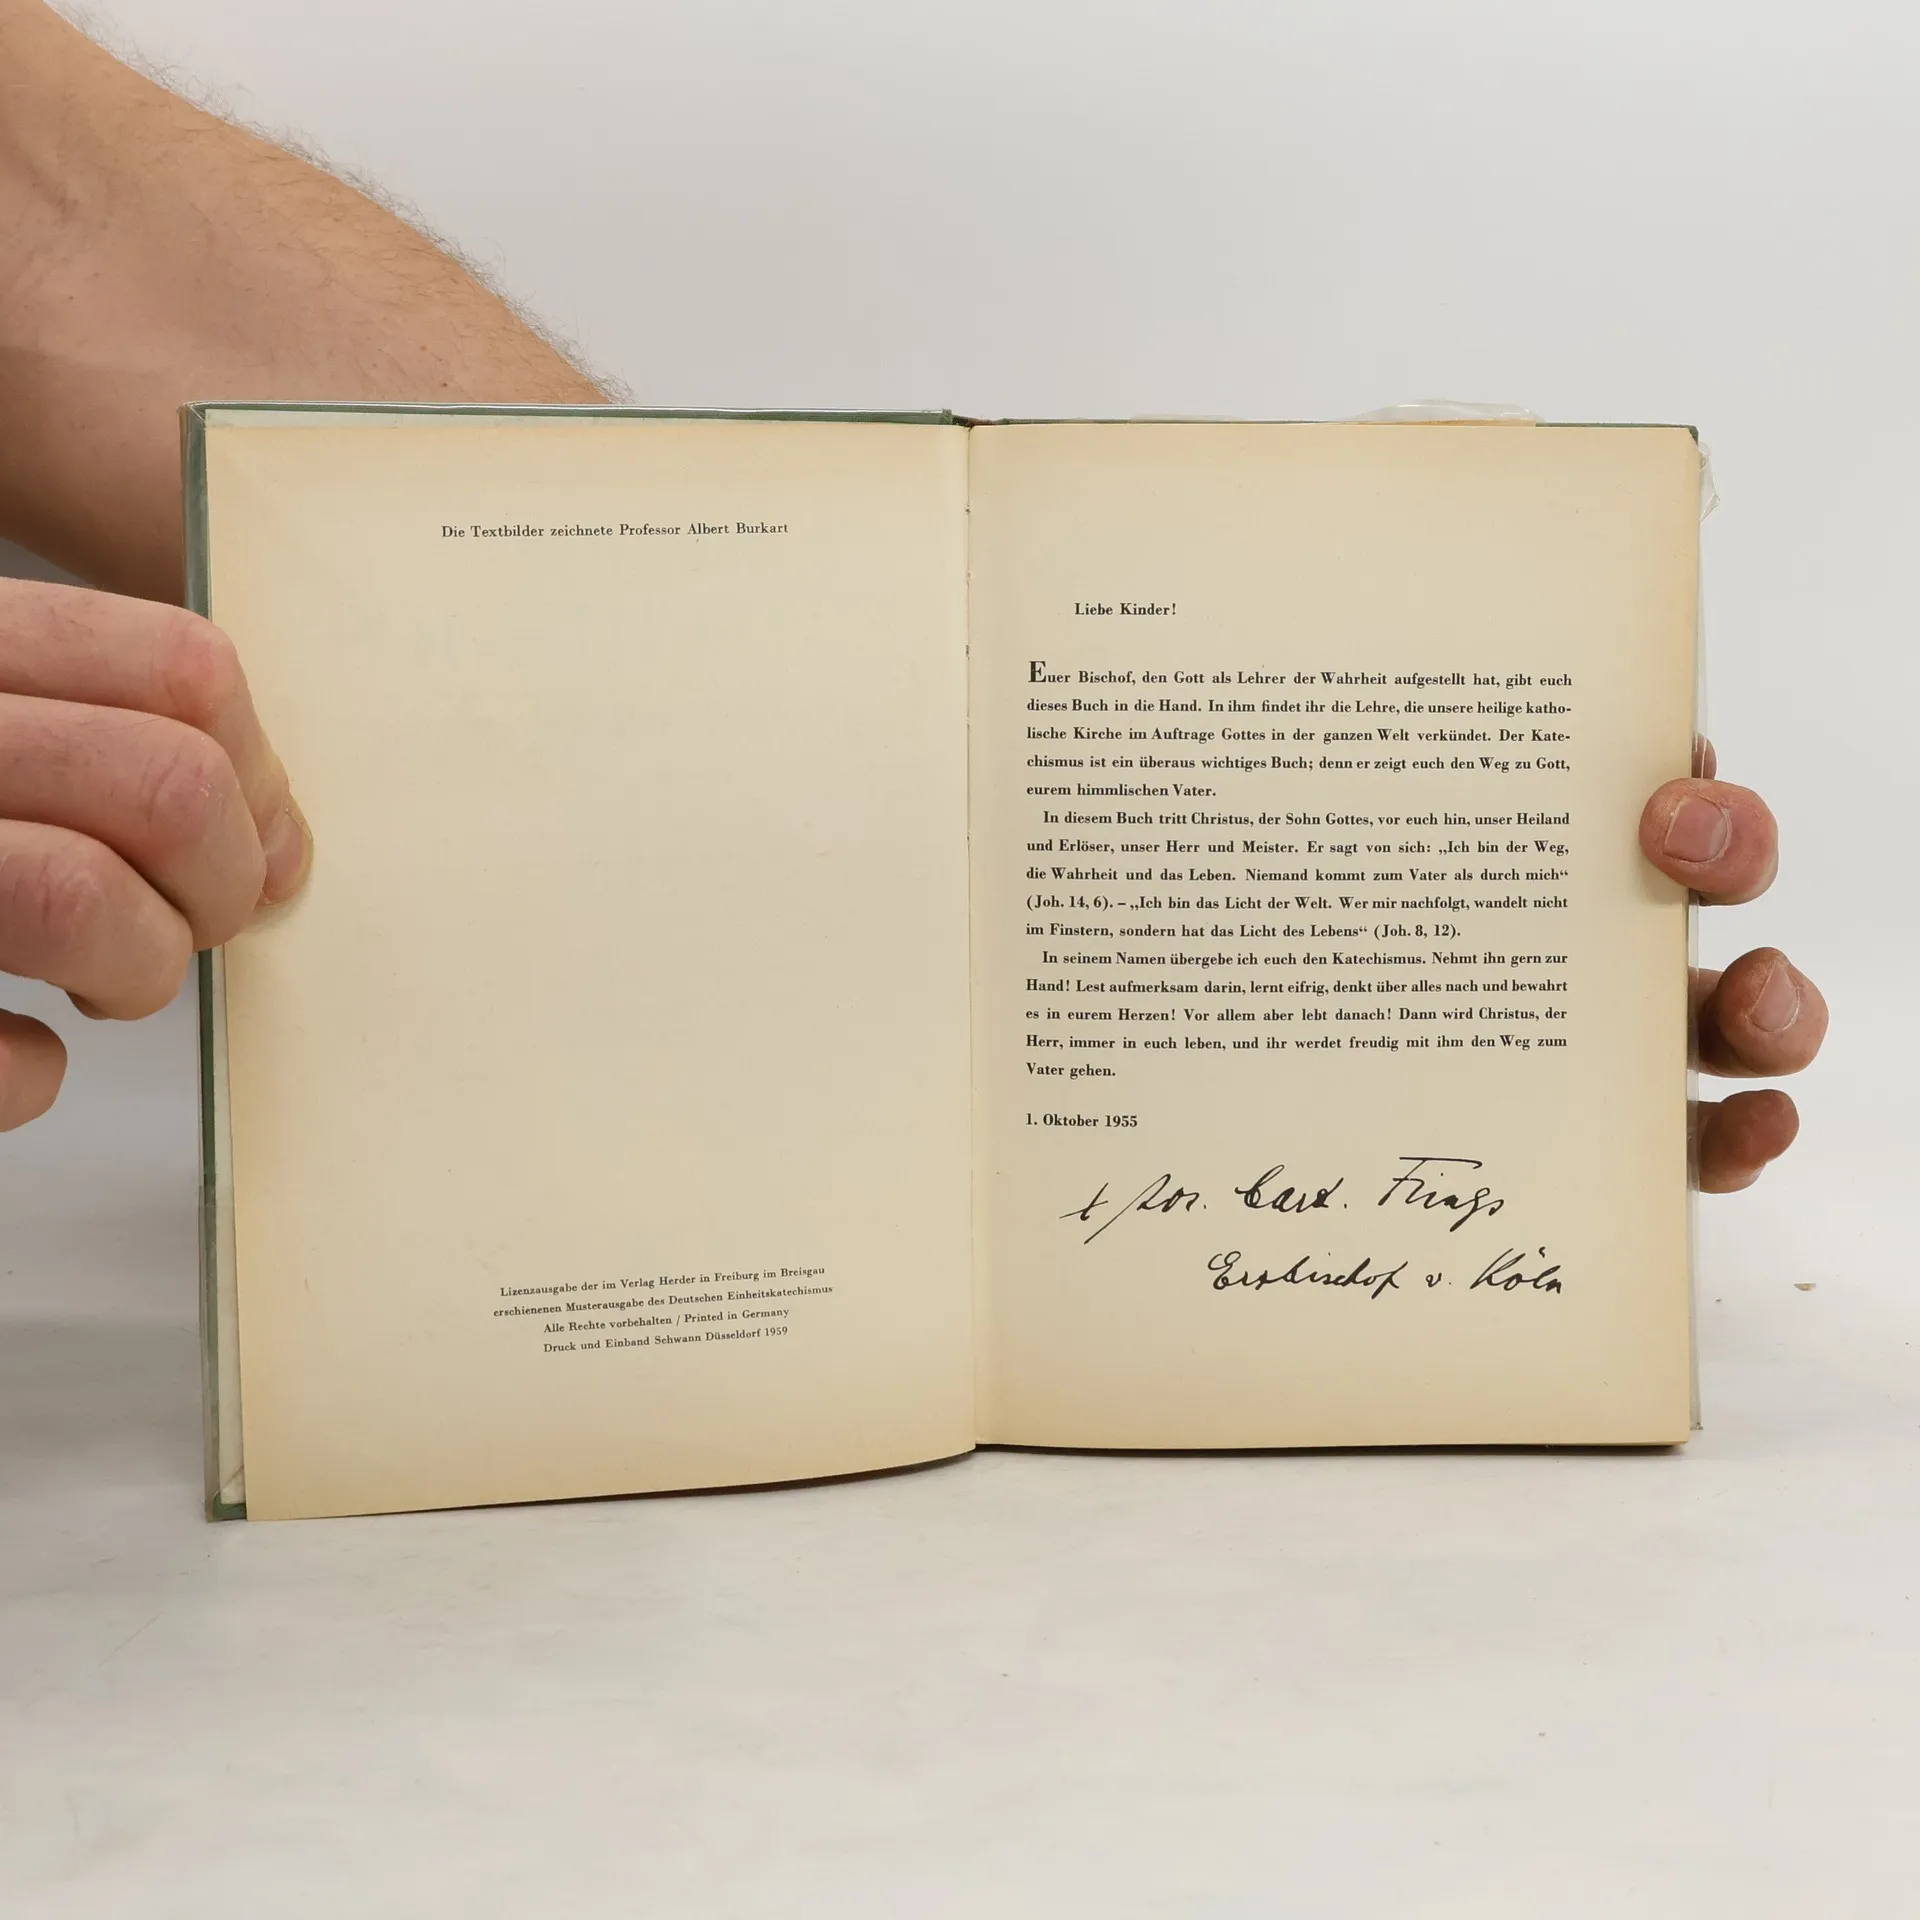 Die Textbilder zeichnete Professor Albert Burkart
Lizenzausgabe der im Verlag Herder in Freiburg im Breisgau
erschienenen Musterausgabe des Deutschen Einheitskatechismus
Alle Rechte vorbehalten / Printed in Germany
Druck und Einband Schwann Düsseldorf 1959
Liebe Kinder!
Euer Bischof, den Gott als Lehrer der Wahrheit aufgestellt hat, gibt euch
dieses Buch in die Hand. In ihm findet ihr die Lehre, die unsere heilige katho-
lische Kirche im Auftrage Gottes in der ganzen Welt verkündet. Der Kate-
chismus ist ein überaus wichtiges Buch; denn er zeigt euch den Weg zu Gott,
eurem himmlischen Vater.
In diesem Buch tritt Christus, der Sohn Gottes, vor euch hin, unser Heiland
und Erlöser, unser Herr und Meister. Er sagt von sich: „Ich bin der Weg,
die Wahrheit und das Leben. Niemand kommt zum Vater als durch mich“
(Joh. 14, 6). – „Ich bin das Licht der Welt. Wer mir nachfolgt, wandelt nicht
im Finstern, sondern hat das Licht des Lebens“ (Joh. 8, 12).
In seinem Namen übergebe ich euch den Katechismus. Nehmt ihn gern zur
Hand! Lest aufmerksam darin, lernt eifrig, denkt über alles nach und bewahrt
es in eurem Herzen! Vor allem aber lebt danach! Dann wird Christus, der
Herr, immer in euch leben, und ihr werdet freudig mit ihm den Weg zum
Vater gehen.
1. Oktober 1955
† Jos. Card. Frings
Erzbischof v. Köln